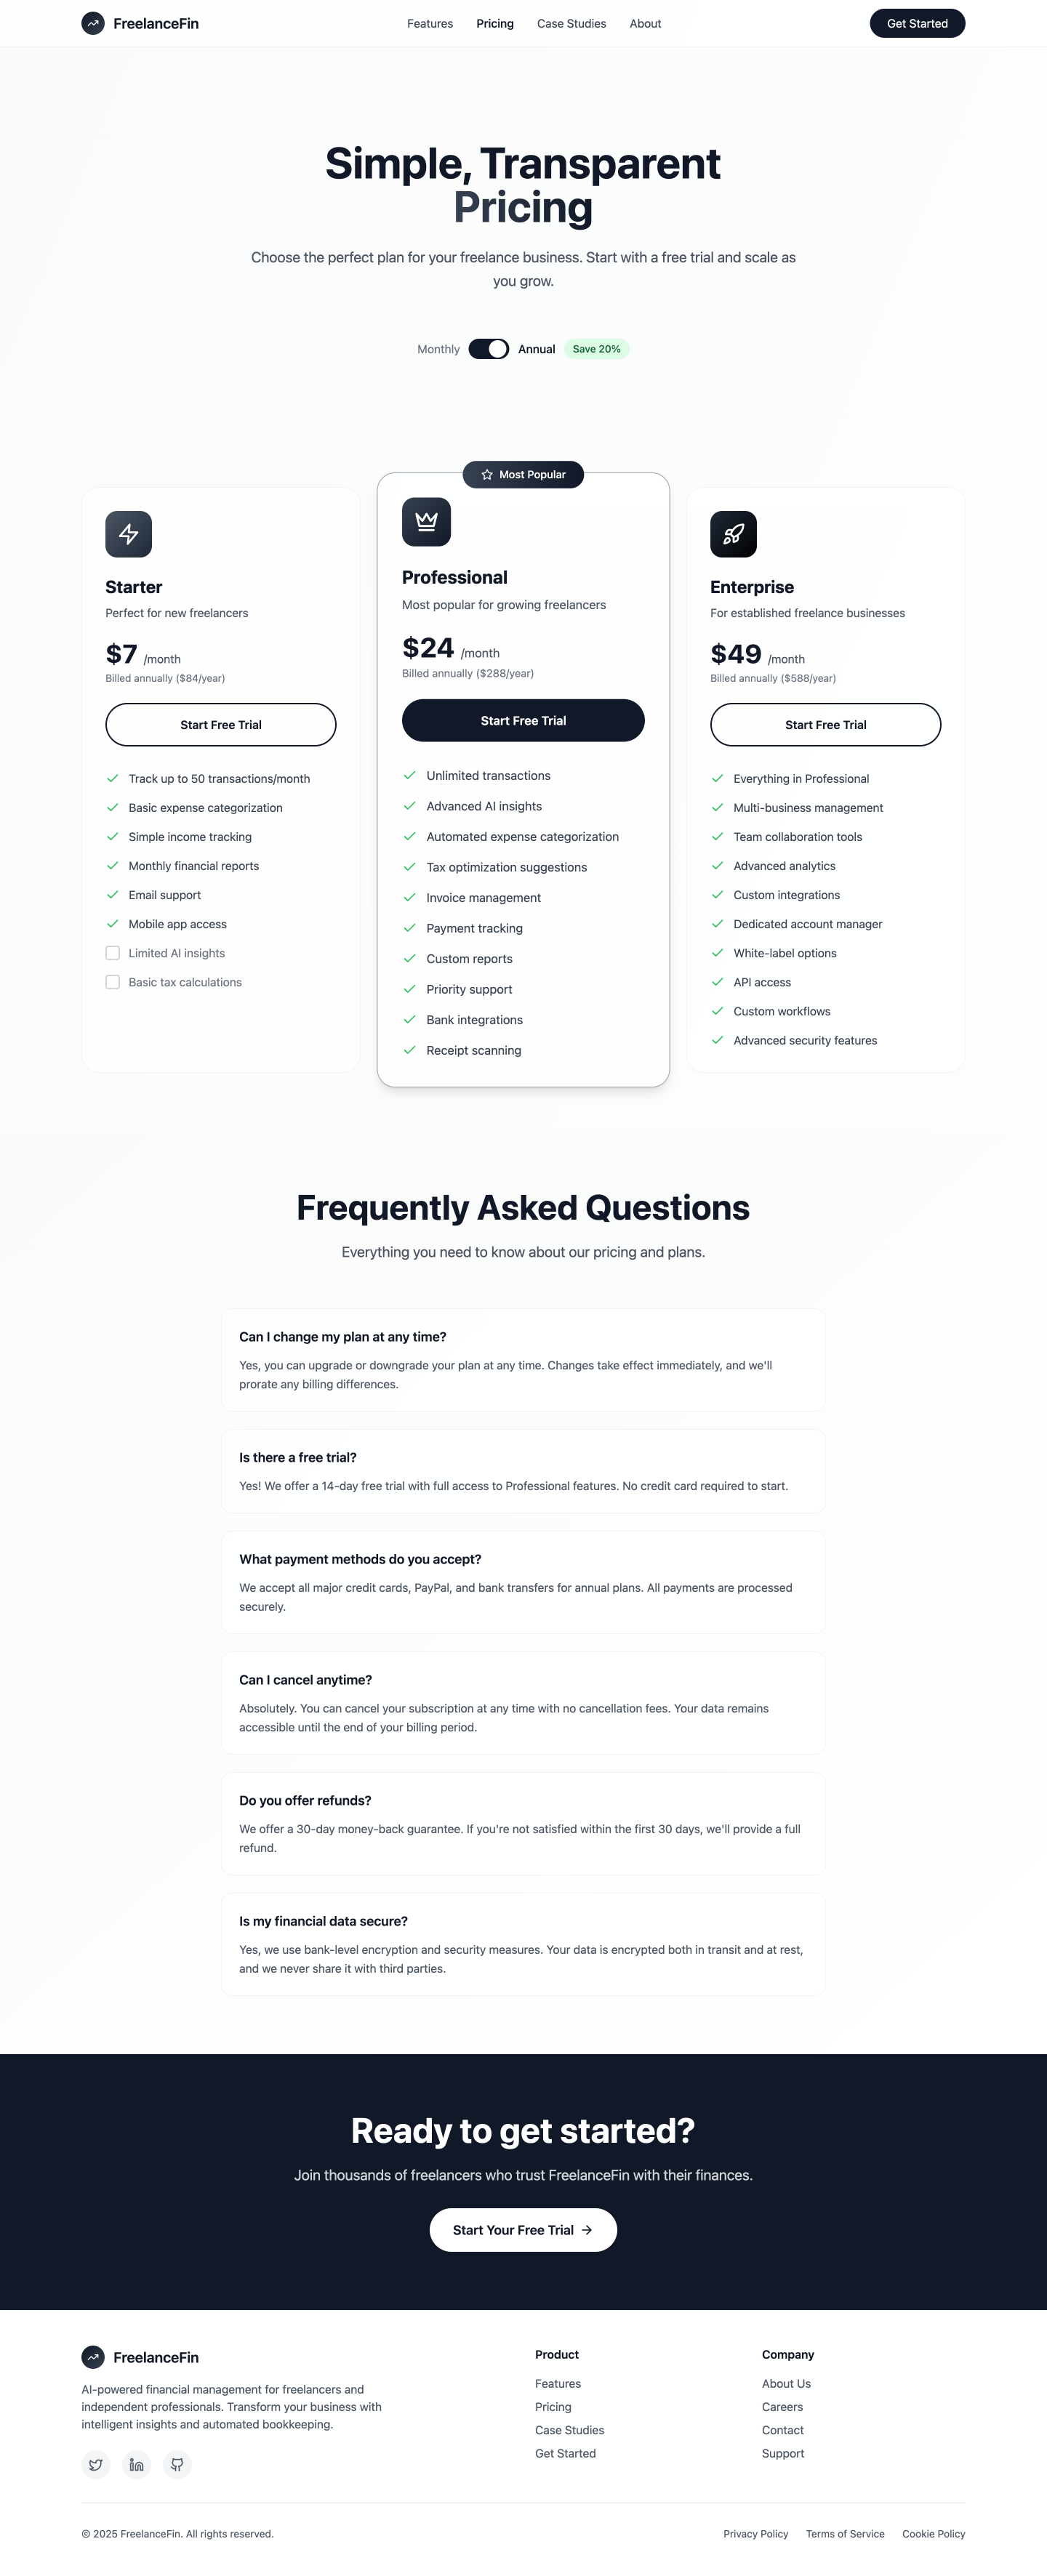 FreelanceFin
Features
Pricing
Case Studies
About
Get Started
Simple, Transparent
Pricing
Choose the perfect plan for your freelance business. Start with a free trial and scale as
you grow.
Monthly
Annual
Save 20%
Starter
Perfect for new freelancers
$7 /month
Billed annually ($84/year)
Start Free Trial
Track up to 50 transactions/month
Basic expense categorization
Simple income tracking
Monthly financial reports
Email support
Mobile app access
Limited AI insights
Basic tax calculations
Most Popular
Professional
Most popular for growing freelancers
$24 /month
Billed annually ($288/year)
Start Free Trial
Unlimited transactions
Advanced AI insights
Automated expense categorization
Tax optimization suggestions
Invoice management
Payment tracking
Custom reports
Priority support
Bank integrations
Receipt scanning
Enterprise
For established freelance businesses
$49 /month
Billed annually ($588/year)
Start Free Trial
Everything in Professional
Multi-business management
Team collaboration tools
Advanced analytics
Custom integrations
Dedicated account manager
White-label options
API access
Custom workflows
Advanced security features
Frequently Asked Questions
Everything you need to know about our pricing and plans.
Can I change my plan at any time?
Yes, you can upgrade or downgrade your plan at any time. Changes take effect immediately, and we'll
prorate any billing differences.
Is there a free trial?
Yes! We offer a 14-day free trial with full access to Professional features. No credit card required to start.
What payment methods do you accept?
We accept all major credit cards, PayPal, and bank transfers for annual plans. All payments are processed
securely.
Can I cancel anytime?
Absolutely. You can cancel your subscription at any time with no cancellation fees. Your data remains
accessible until the end of your billing period.
Do you offer refunds?
We offer a 30-day money-back guarantee. If you're not satisfied within the first 30 days, we'll provide a full
refund.
Is my financial data secure?
Yes, we use bank-level encryption and security measures. Your data is encrypted both in transit and at rest,
and we never share it with third parties.
Ready to get started?
Join thousands of freelancers who trust FreelanceFin with their finances.
Start Your Free Trial
FreelanceFin
AI-powered financial management for freelancers and
independent professionals. Transform your business with
intelligent insights and automated bookkeeping.
Product
Features
Pricing
Case Studies
Get Started
Company
About Us
Careers
Contact
Support
© 2025 FreelanceFin. All rights reserved.
Privacy Policy
Terms of Service
Cookie Policy